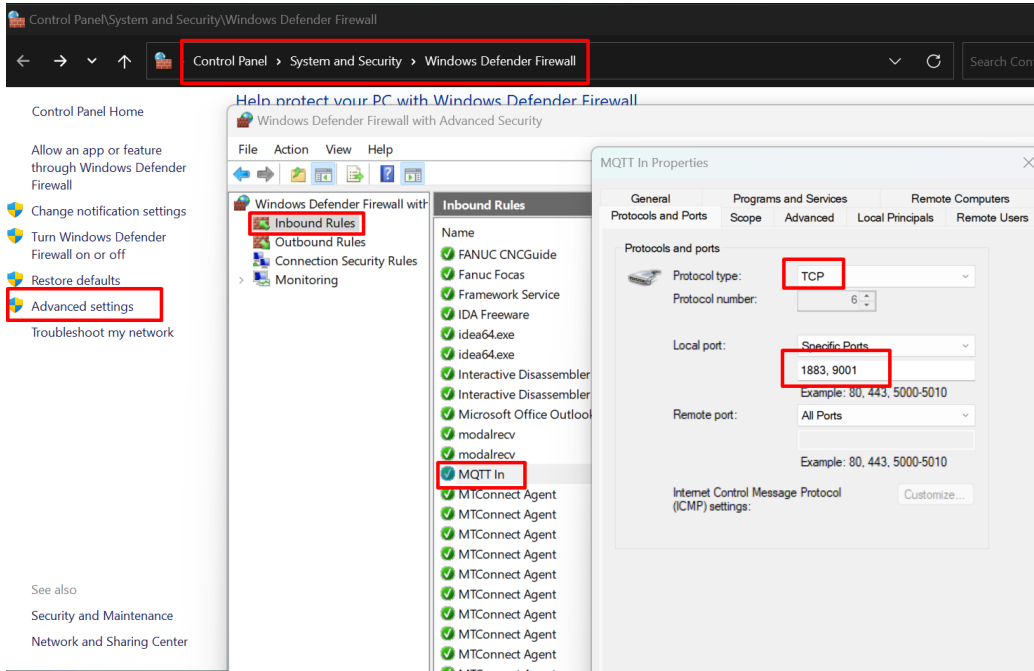 Control Panel\System and Security\Windows Defender Firewall
Control Panel > System and Security > Windows Defender Firewall
Search Con
Control Panel Home
Allow an app or feature
through Windows Defender
Firewall
Change notification settings
Turn Windows Defender
Firewall on or off
Restore defaults
Advanced settings
Troubleshoot my network
See also
Security and Maintenance
Network and Sharing Center
Help protect your PC with Windows Defender Firewall
Windows Defender Firewall with Advanced Security
File Action View Help
Windows Defender Firewall with
Inbound Rules
Outbound Rules
Connection Security Rules
Monitoring
Inbound Rules
Name
FANUC CNCGuide
Fanuc Focas
Framework Service
IDA Freeware
idea64.exe
idea64.exe
Interactive Disassembler
Interactive Disassembler
Microsoft Office Outlook
modalrecv
modalrecv
MQTT In
MTConnect Agent
MTConnect Agent
MTConnect Agent
MTConnect Agent
MTConnect Agent
MTConnect Agent
MTConnect Agent
MTConnect Agent
MTConnect Agent
MQTT In Properties
General Programs and Services Remote Computers
Protocols and Ports Scope Advanced Local Principals Remote Users
Protocols and ports
Protocol type: TCP
Protocol number: 6
Local port: Specific Ports
1883, 9001
Example: 80, 443, 5000-5010
Remote port: All Ports
Example: 80, 443, 5000-5010
Internet Control Message Protocol
(ICMP) settings:
Customize...